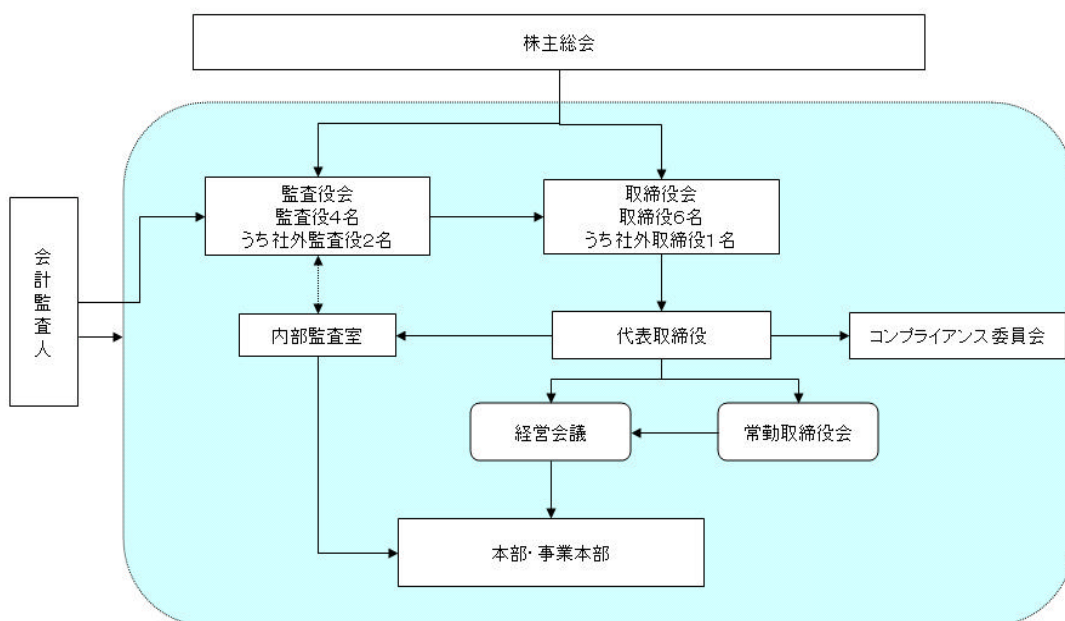 株主総会
監査役会
監査役4名
うち社外監査役2名
取締役会
取締役6名
うち社外取締役1名
会計監査人
内部監査室
代表取締役
コンプライアンス委員会
経営会議
常勤取締役会
本部・事業本部